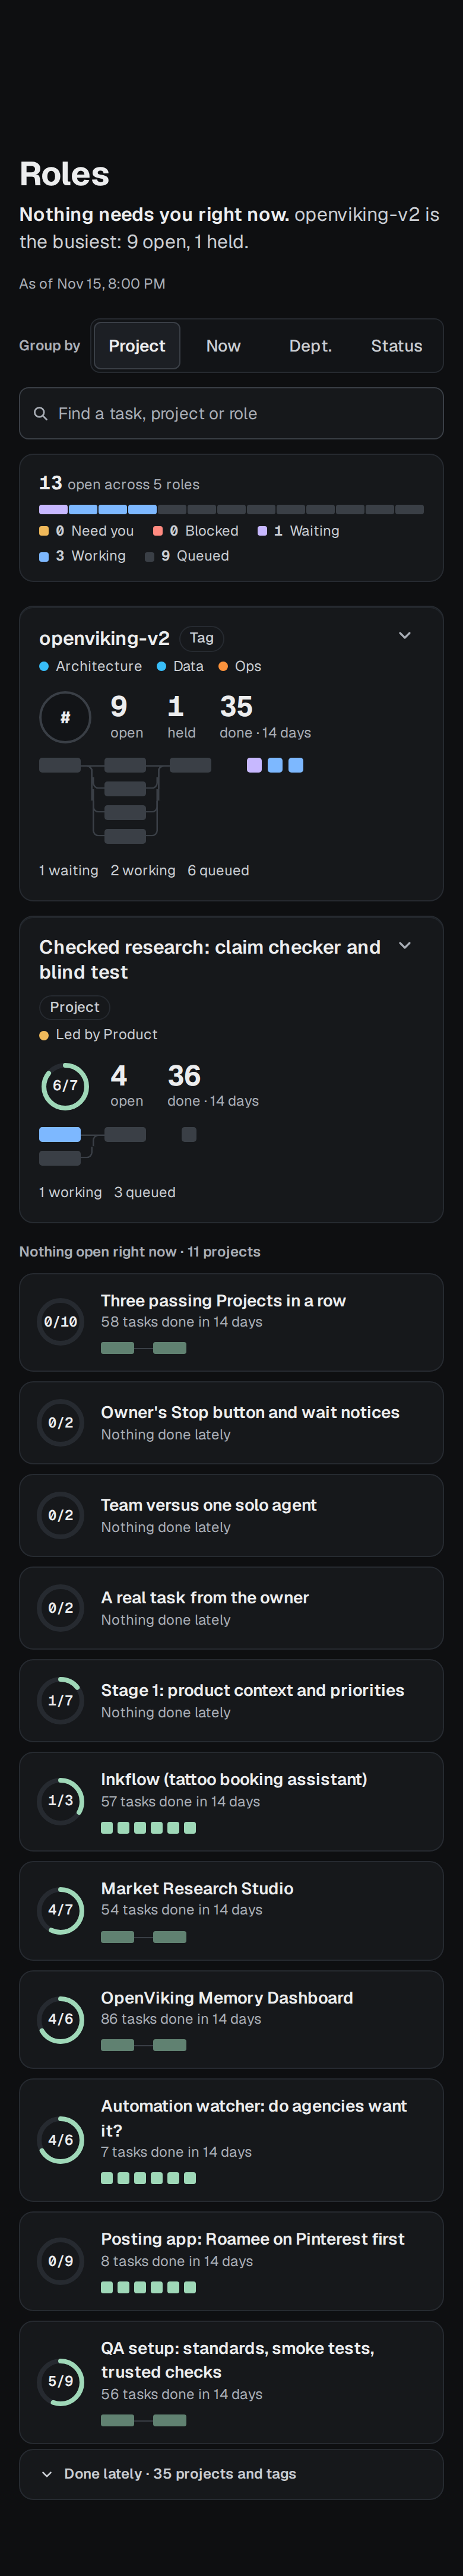 Roles
Nothing needs you right now. openviking-v2 is
the busiest: 9 open, 1 held.
As of Nov 15, 8:00 PM
Group by Project Now Dept. Status
Find a task, project or role
13 open across 5 roles
0 Need you 0 Blocked 1 Waiting
3 Working 9 Queued
openviking-v2 Tag
Architecture Data Ops
# 9 1 35
open held done · 14 days
1 waiting 2 working 6 queued
Checked research: claim checker and
blind test
Project
Led by Product
6/7 4 36
open done · 14 days
1 working 3 queued
Nothing open right now · 11 projects
0/10 Three passing Projects in a row
58 tasks done in 14 days
0/2 Owner's Stop button and wait notices
Nothing done lately
0/2 Team versus one solo agent
Nothing done lately
0/2 A real task from the owner
Nothing done lately
1/7 Stage 1: product context and priorities
Nothing done lately
1/3 Inkflow (tattoo booking assistant)
57 tasks done in 14 days
4/7 Market Research Studio
54 tasks done in 14 days
4/6 OpenViking Memory Dashboard
86 tasks done in 14 days
4/6 Automation watcher: do agencies want
it?
7 tasks done in 14 days
0/9 Posting app: Roamee on Pinterest first
8 tasks done in 14 days
5/9 QA setup: standards, smoke tests,
trusted checks
56 tasks done in 14 days
Done lately · 35 projects and tags